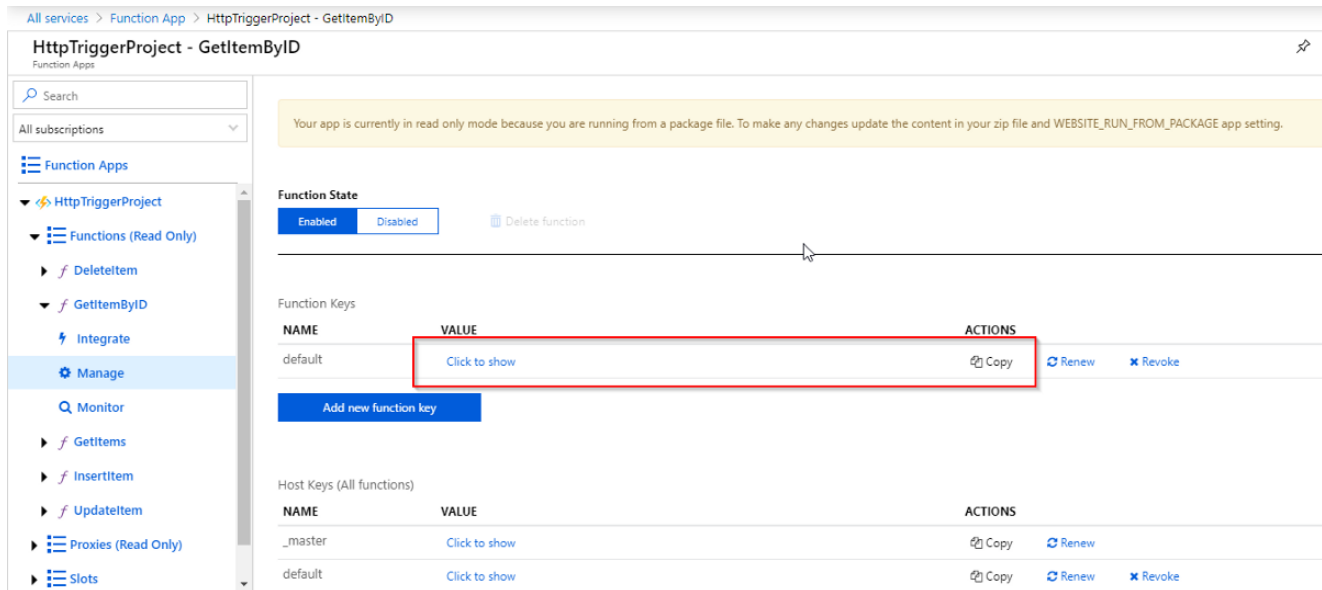 All services > Function App > HttpTriggerProject - GetItemByID
HttpTriggerProject - GetItemByID
Function Apps
Search
All subscriptions
Function Apps
HttpTriggerProject
Functions (Read Only)
DeleteItem
GetItemByID
Integrate
Manage
Monitor
GetItems
InsertItem
UpdateItem
Proxies (Read Only)
Slots
Your app is currently in read only mode because you are running from a package file. To make any changes update the content in your zip file and WEBSITE_RUN_FROM_PACKAGE app setting.
Function State
Enabled Disabled Delete function
Function Keys
NAME VALUE ACTIONS
default Click to show Copy Renew Revoke
Add new function key
Host Keys (All functions)
NAME VALUE ACTIONS
_master Click to show Copy Renew
default Click to show Copy Renew Revoke